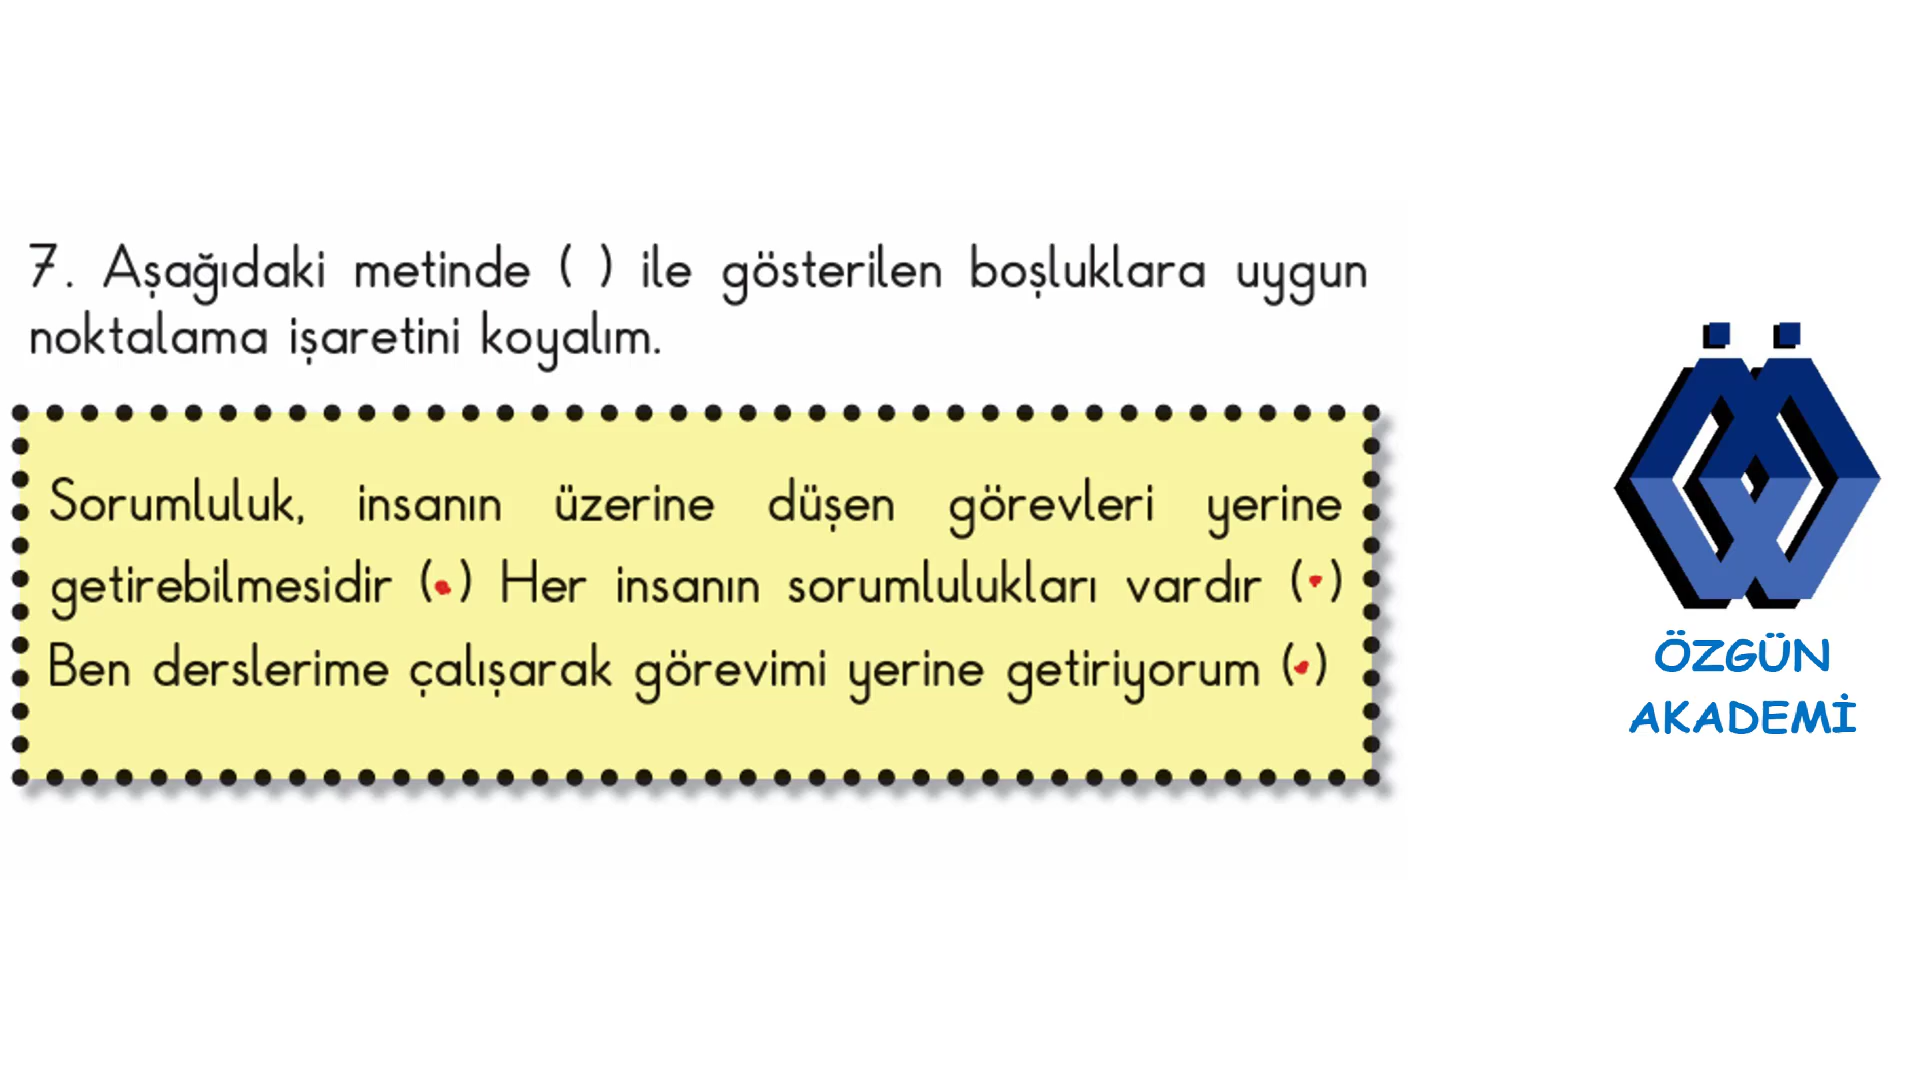 7. Aşağıdaki metinde ( ) ile gösterilen boşluklara uygun
noktalama işaretini koyalım.
Sorumluluk, insanın üzerine düşen görevleri yerine
getirebilmesidir (.) Her insanın sorumlulukları vardır (.)
Ben derslerime çalışarak görevimi yerine getiriyorum (.)
ÖZGÜN
AKADEMİ